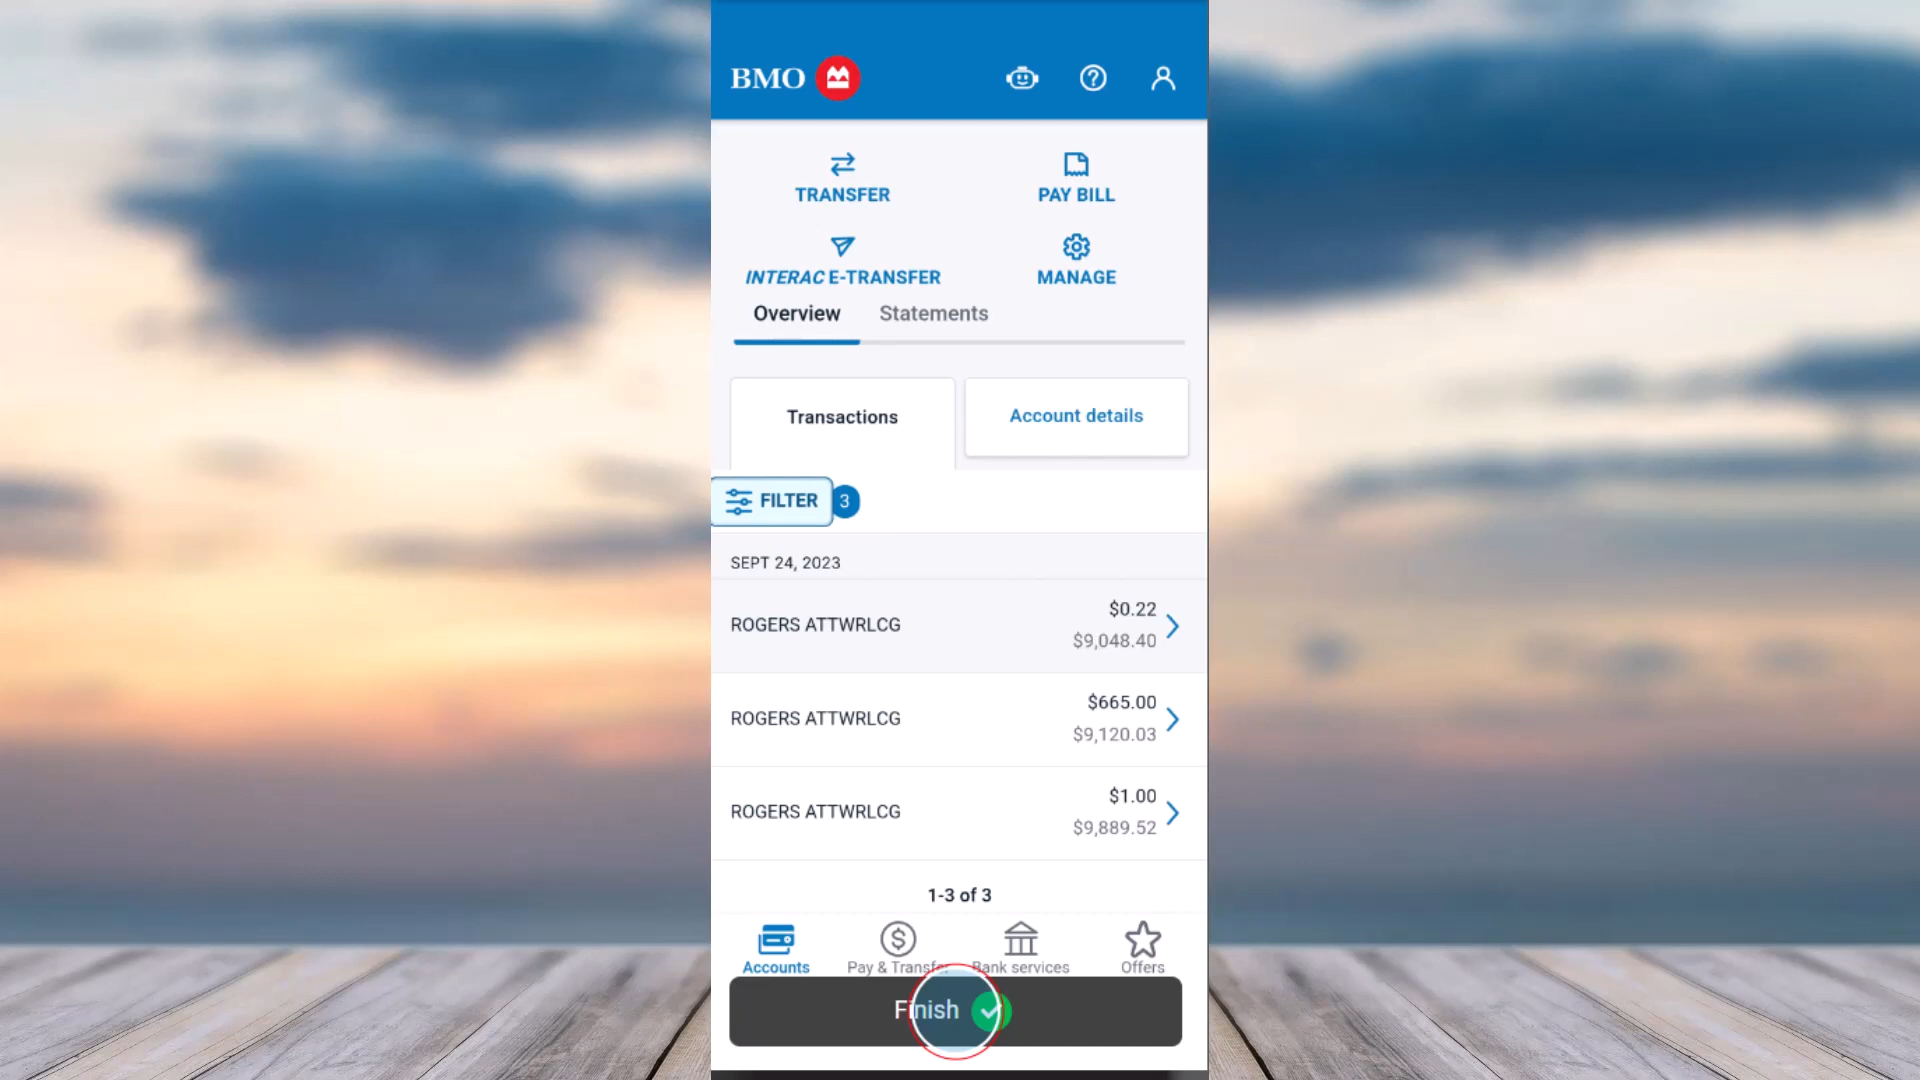 BMO
TRANSFER
PAY BILL
INTERAC E-TRANSFER
MANAGE
Overview
Statements
Transactions
Account details
FILTER
3
SEPT 24, 2023
ROGERS ATTWRLCG
$0.22
$9,048.40
ROGERS ATTWRLCG
$665.00
$9,120.03
ROGERS ATTWRLCG
$1.00
$9,889.52
1-3 of 3
Accounts
Pay & Transfer
Bank services
Offers
Finish